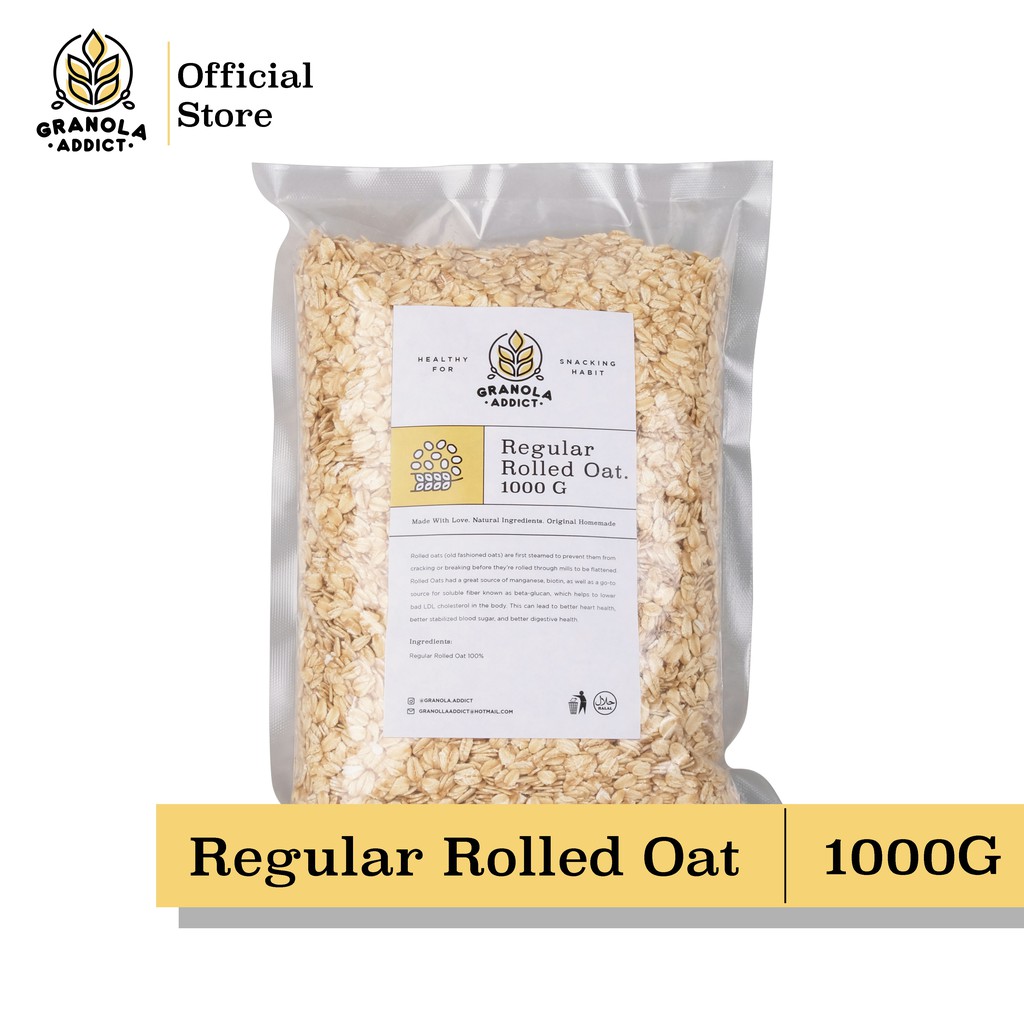 GRANOLA
·ADDICT·
Official
Store
HEALTHY
FOR
SNACKING
HABIT
GRANOLA
·ADDICT·
Regular
Rolled Oat.
1000 G
Made With Love. Natural Ingredients. Original Homemade
Rolled oats (old fashioned oats) are first steamed to prevent them from
cracking or breaking before they're rolled through mills to be flattened
Rolled Oats had a great source of manganese, biotin, as well as a go-to
source for soluble fiber known as beta-glucan, which helps to lower
bad LDL cholesterol in the body. This can lead to better heart health,
better stabilized blood sugar, and better digestive health.
Ingredients:
Regular Rolled Oat 100%
@GRANOLA.ADDICT
GRANOLLAADDICT@HOTMAIL.COM
حلال
HALAL
Regular Rolled Oat
1000G